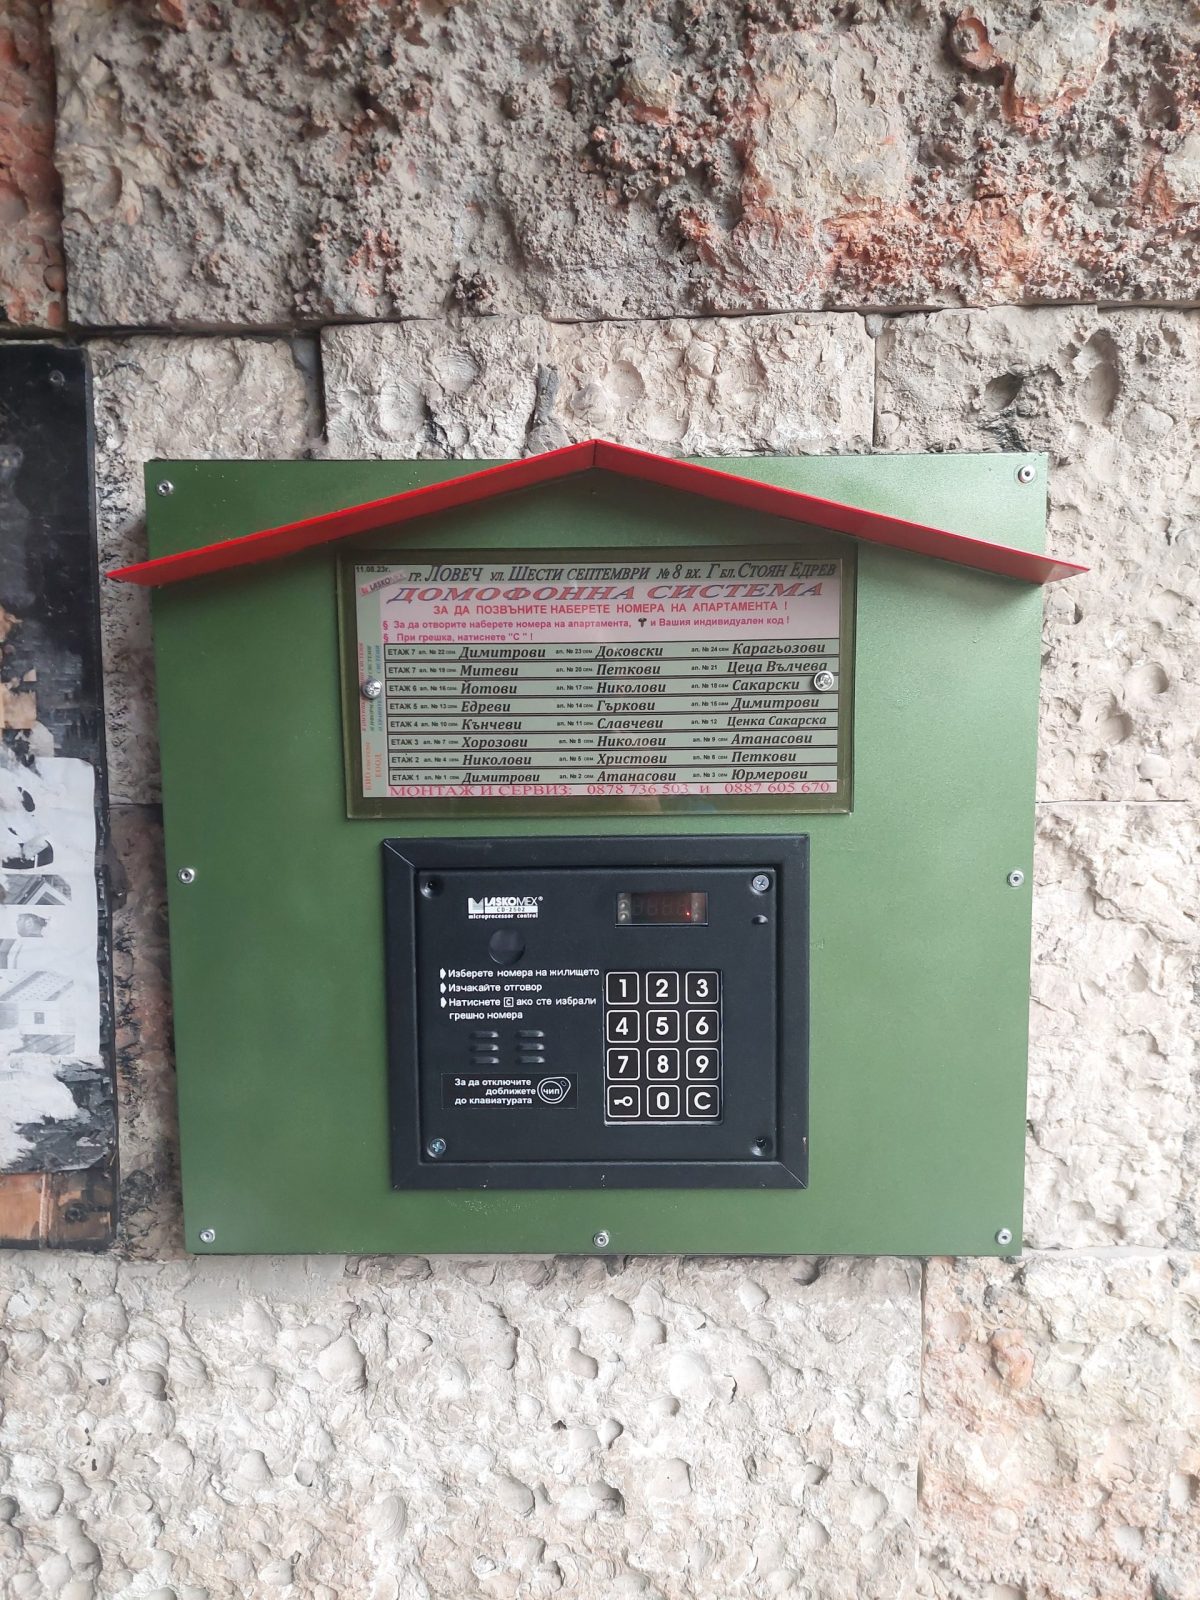 11.08.23г.
гр. Ловеч ул. Шести септември № 8 вх. Г бл. Стоян Едрев
LASKOMEX
ДОМОФОННА СИСТЕМА
ЗА ДА ПОЗВЪНИТЕ НАБЕРЕТЕ НОМЕРА НА АПАРТАМЕНТА !
§ За да отворите наберете номера на апартамента, и Вашия индивидуален код !
§ При грешка, натиснете "С" !
ЕТАЖ 7 ап. № 22 сем. Димитрови ап. № 23 сем. Доковски ап. № 24 сем. Карагьозови
ЕТАЖ 7 ап. № 19 сем. Митеви ап. № 20 сем. Петкови ап. № 21 Цеца Вълчева
ЕТАЖ 6 ап. № 16 сем. Йотови ап. № 17 сем. Николови ап. № 18 сем Сакарски
ЕТАЖ 5 ап. № 13 сем. Едреви ап. № 14 сем. Гъркови ап. № 15 сем Димитрови
ЕТАЖ 4 ап. № 10 сем. Кънчеви ап. № 11 сем. Славчеви ап. № 12 Ценка Сакарска
ЕТАЖ 3 ап. № 7 сем. Хорозови ап. № 8 сем. Николови ап. № 9 сем. Атанасови
ЕТАЖ 2 ап. № 4 сем. Николови ап. № 5 сем. Христови ап. № 6 сем. Петкови
ЕТАЖ 1 ап. № 1 сем. Димитрови ап. № 2 сем. Атанасови ап. № 3 сем. Юрмерови
МОНТАЖ И СЕРВИЗ: 0878 736 503 и 0887 605 670
LASKOMEX®
CD-2502
microprocessor control
Изберете номера на жилището
Изчакайте отговор
Натиснете C ако сте избрали
грешно номера
За да отключите
доближете чип
до клавиатурата
1 2 3
4 5 6
7 8 9
0 C